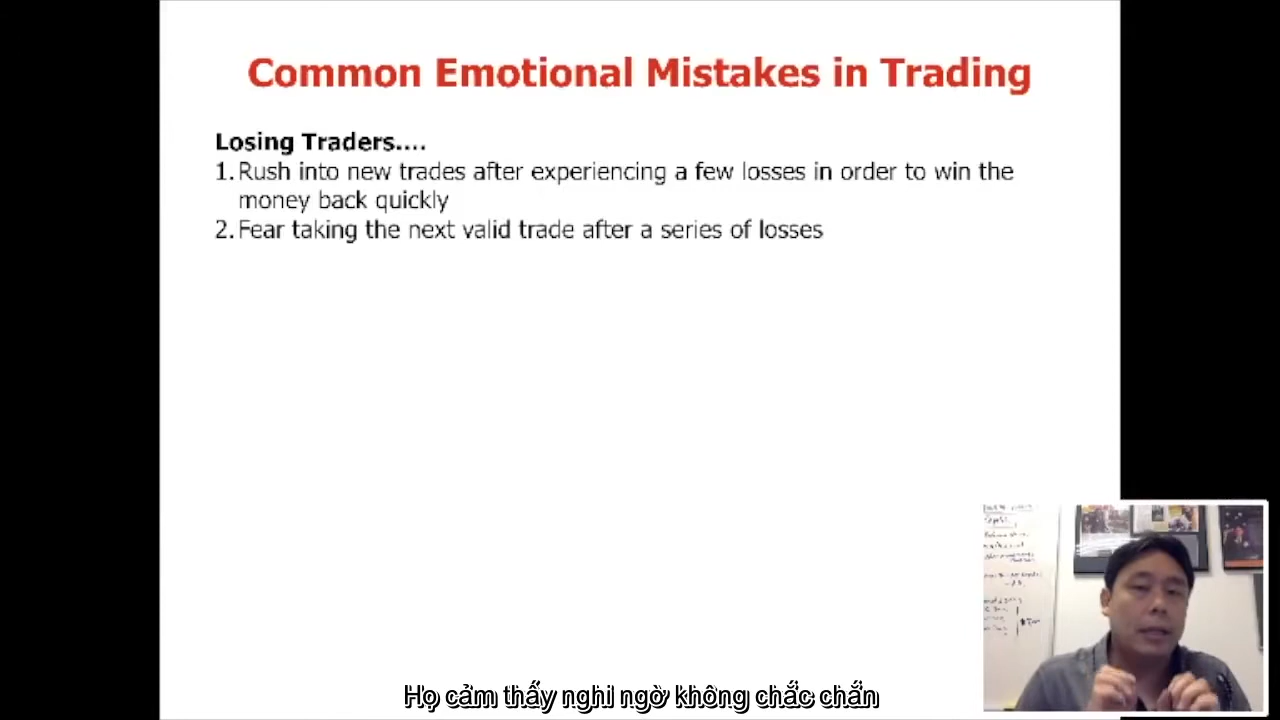 Common Emotional Mistakes in Trading
Losing Traders....
1. Rush into new trades after experiencing a few losses in order to win the
money back quickly
2. Fear taking the next valid trade after a series of losses
Họ cảm thấy nghi ngờ không chắc chắn